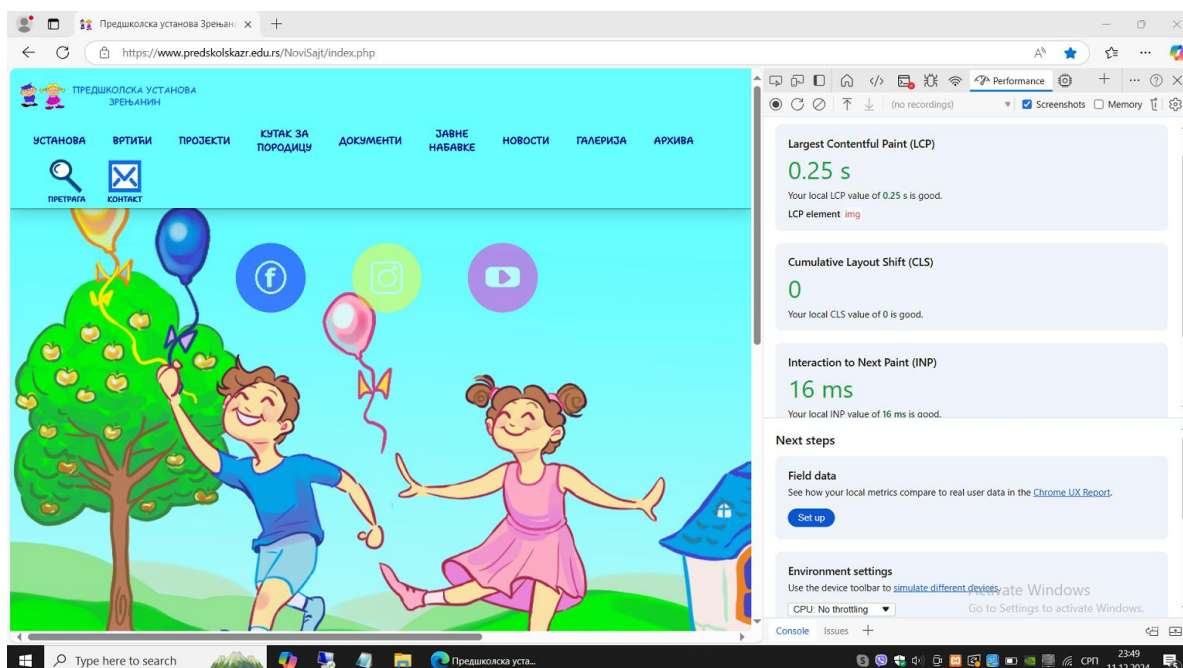 Предшколска установа Зрењани
https://www.predskolskazr.edu.rs/NoviSajt/index.php
ПРЕДШКОЛСКА УСТАНОВА
ЗРЕЊАНИН
УСТАНОВА ВРТИЋИ ПРОЈЕКТИ КУТАК ЗА ПОРОДИЦУ ДОКУМЕНТИ ЈАВНЕ НАБАВКЕ НОВОСТИ ГАЛЕРИЈА АРХИВА
ПРЕТРАГА КОНТАКТ
Performance
(no recordings) Screenshots Memory
Largest Contentful Paint (LCP)
0.25 s
Your local LCP value of 0.25 s is good.
LCP element img
Cumulative Layout Shift (CLS)
0
Your local CLS value of 0 is good.
Interaction to Next Paint (INP)
16 ms
Your local INP value of 16 ms is good.
Next steps
Field data
See how your local metrics compare to real user data in the Chrome UX Report.
Set up
Environment settings
Use the device toolbar to simulate different devices.
Activate Windows
Go to Settings to activate Windows.
CPU: No throttling
Console Issues
Type here to search
Предшколска уста...
СРП
23:49
11.12.2024